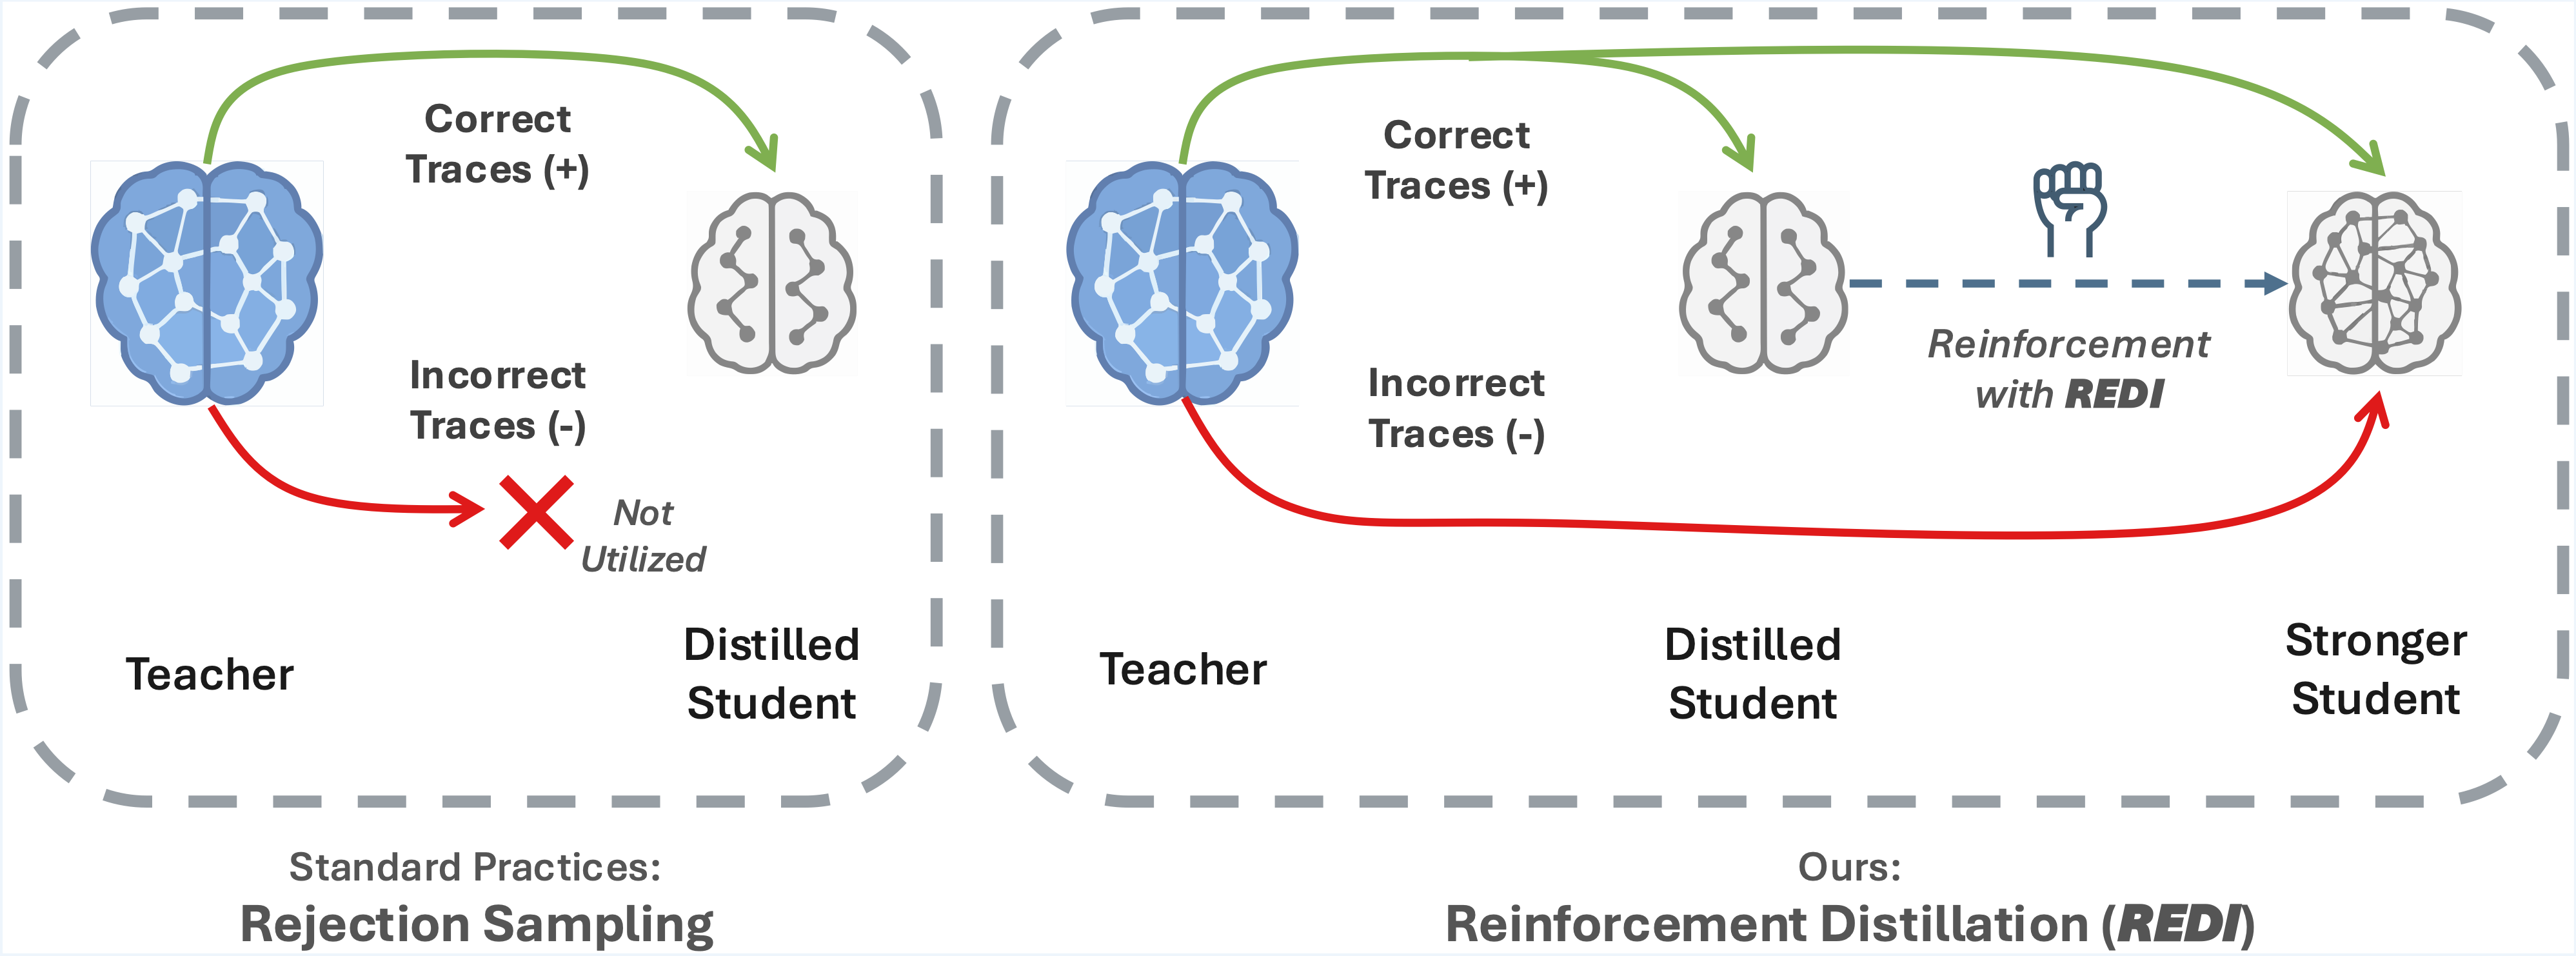 Correct
Traces (+)
Incorrect
Traces (-)
Not
Utilized
Teacher
Distilled
Student
Standard Practices:
Rejection Sampling
Correct
Traces (+)
Incorrect
Traces (-)
Reinforcement
with REDI
Teacher
Distilled
Student
Stronger
Student
Ours:
Reinforcement Distillation (REDI)